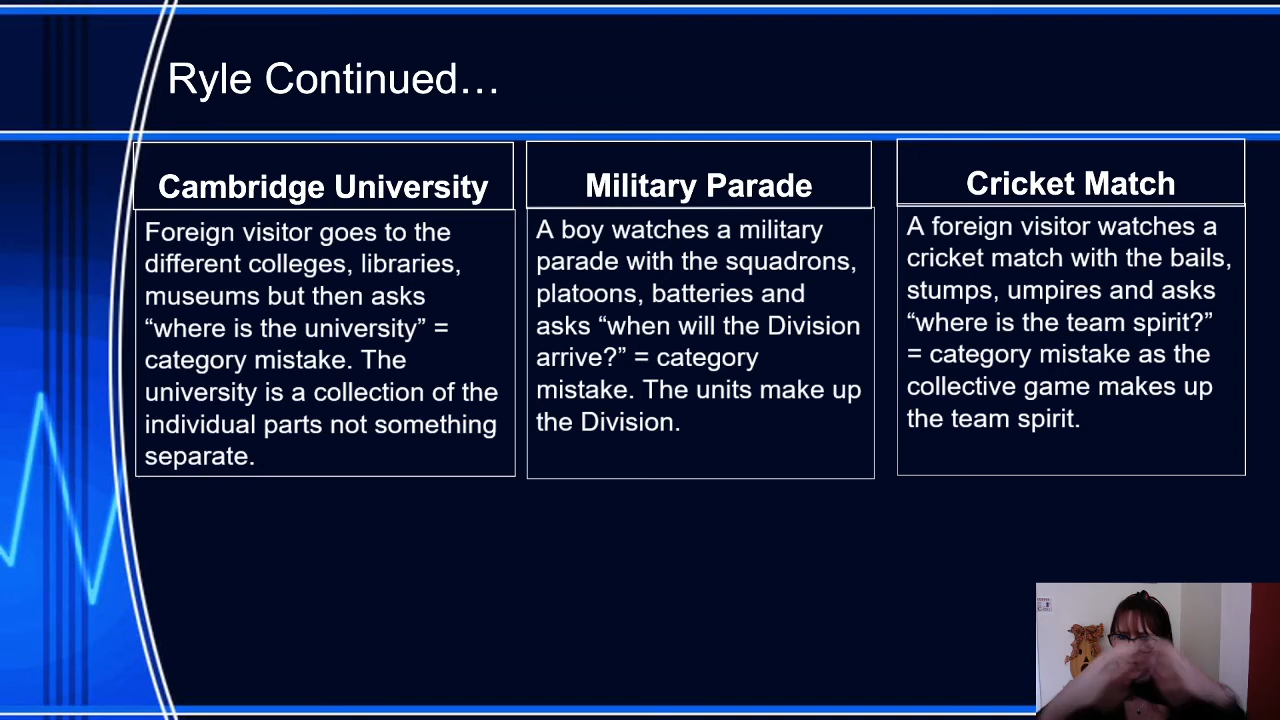 Ryle Continued…
Cambridge University
Foreign visitor goes to the
different colleges, libraries,
museums but then asks
“where is the university” =
category mistake. The
university is a collection of the
individual parts not something
separate.
Military Parade
A boy watches a military
parade with the squadrons,
platoons, batteries and
asks “when will the Division
arrive?” = category
mistake. The units make up
the Division.
Cricket Match
A foreign visitor watches a
cricket match with the bails,
stumps, umpires and asks
“where is the team spirit?”
= category mistake as the
collective game makes up
the team spirit.